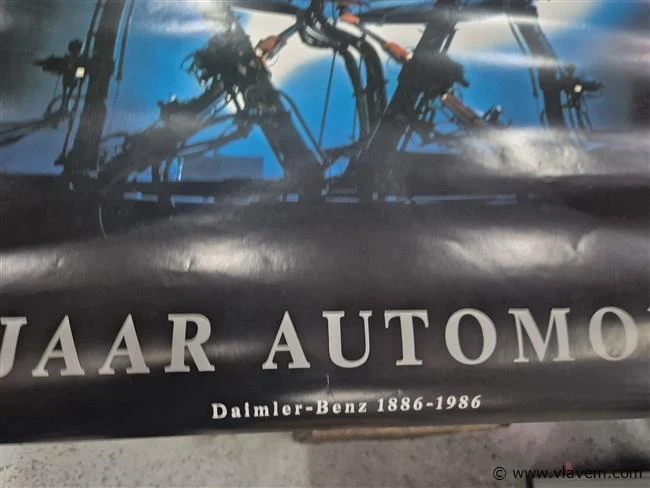 JAAR AUTOMO
Daimler-Benz 1886-1986
© www.vlavem.com